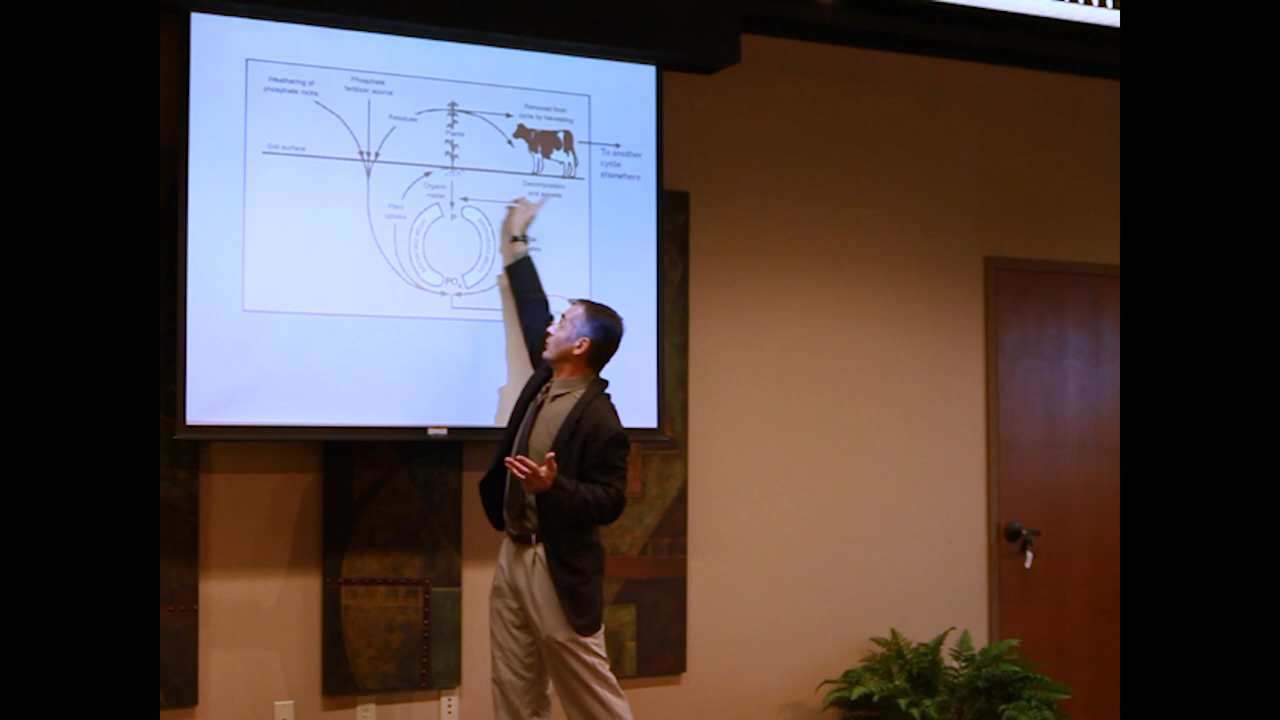 Weathering of
phosphate rocks
Phosphate
fertilizer source
Residues
Removed from
cycle by harvesting
Plants
Soil surface
To another
cycle
elsewhere
Decomposition
and
Organic
matter
Plant
uptake
P
PO₄